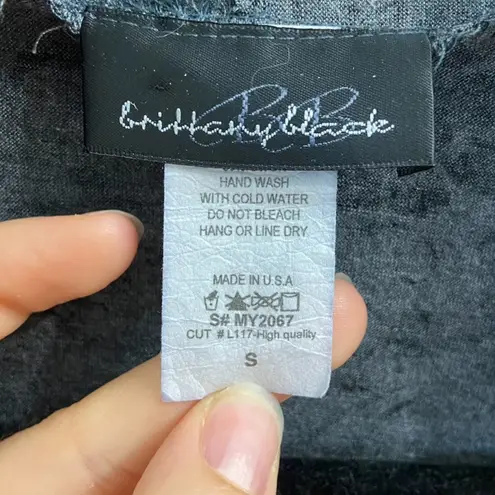 brittanyblack
HAND WASH
WITH COLD WATER
DO NOT BLEACH
HANG OR LINE DRY
MADE IN U.S.A
S# MY2067
CUT # L117-High quality
S